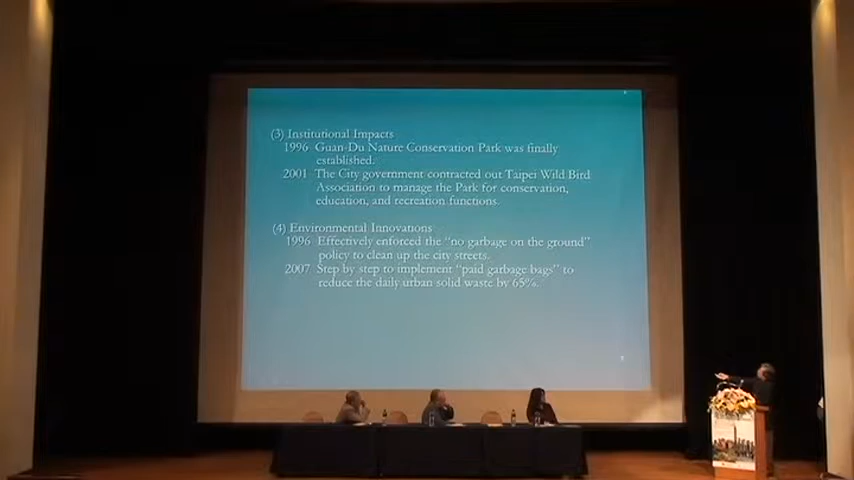 (3) Institutional Impacts
1996 Guan-Du Nature Conservation Park was finally
established.
2001 The City government contracted out Taipei Wild Bird
Association to manage the Park for conservation,
education, and recreation functions.
(4) Environmental Innovations
1996 Effectively enforced the “no garbage on the ground”
policy to clean up the city streets.
2007 Step by step to implement “paid garbage bags” to
reduce the daily urban solid waste by 65%.